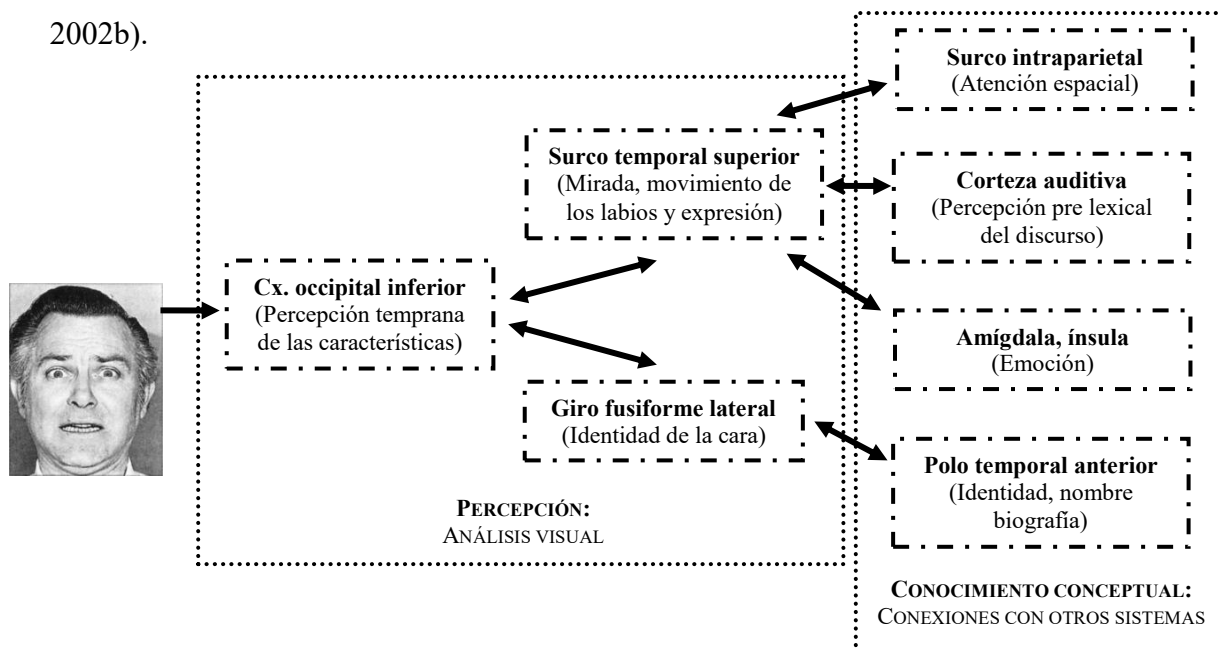 2002b).
Surco intraparietal
(Atención espacial)
Surco temporal superior
(Mirada, movimiento de
los labios y expresión)
Corteza auditiva
(Percepción pre lexical
del discurso)
Cx. occipital inferior
(Percepción temprana
de las características)
Amígdala, ínsula
(Emoción)
Giro fusiforme lateral
(Identidad de la cara)
Polo temporal anterior
(Identidad, nombre
biografía)
PERCEPCIÓN:
ANÁLISIS VISUAL
CONOCIMIENTO CONCEPTUAL:
CONEXIONES CON OTROS SISTEMAS